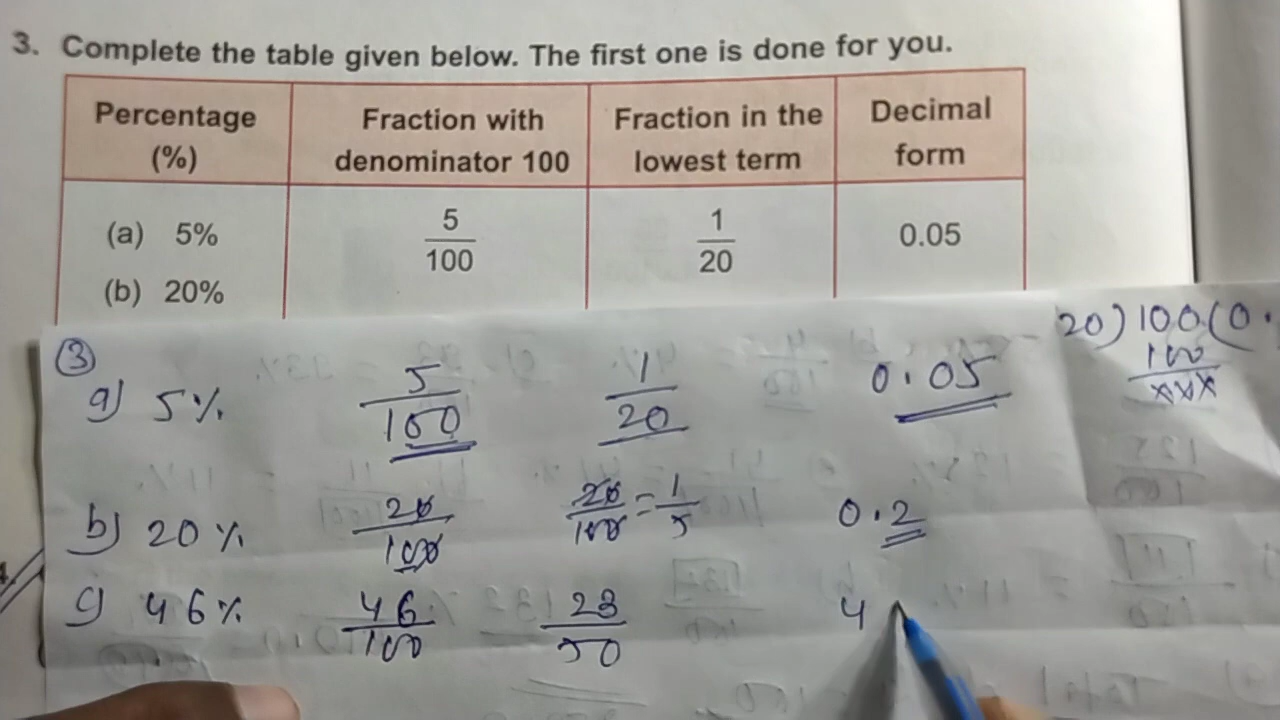 3. Complete the table given below. The first one is done for you.
Percentage (%) Fraction with denominator 100 Fraction in the lowest term Decimal form
(a) 5% 5/100 1/20 0.05
(b) 20%
3
a) 5% 5/100 1/20 0.05
20) 100 (0.
100
xxx
b) 20% 20/100 20/100 = 1/5 0.2
c) 46% 46/100 23/50 4